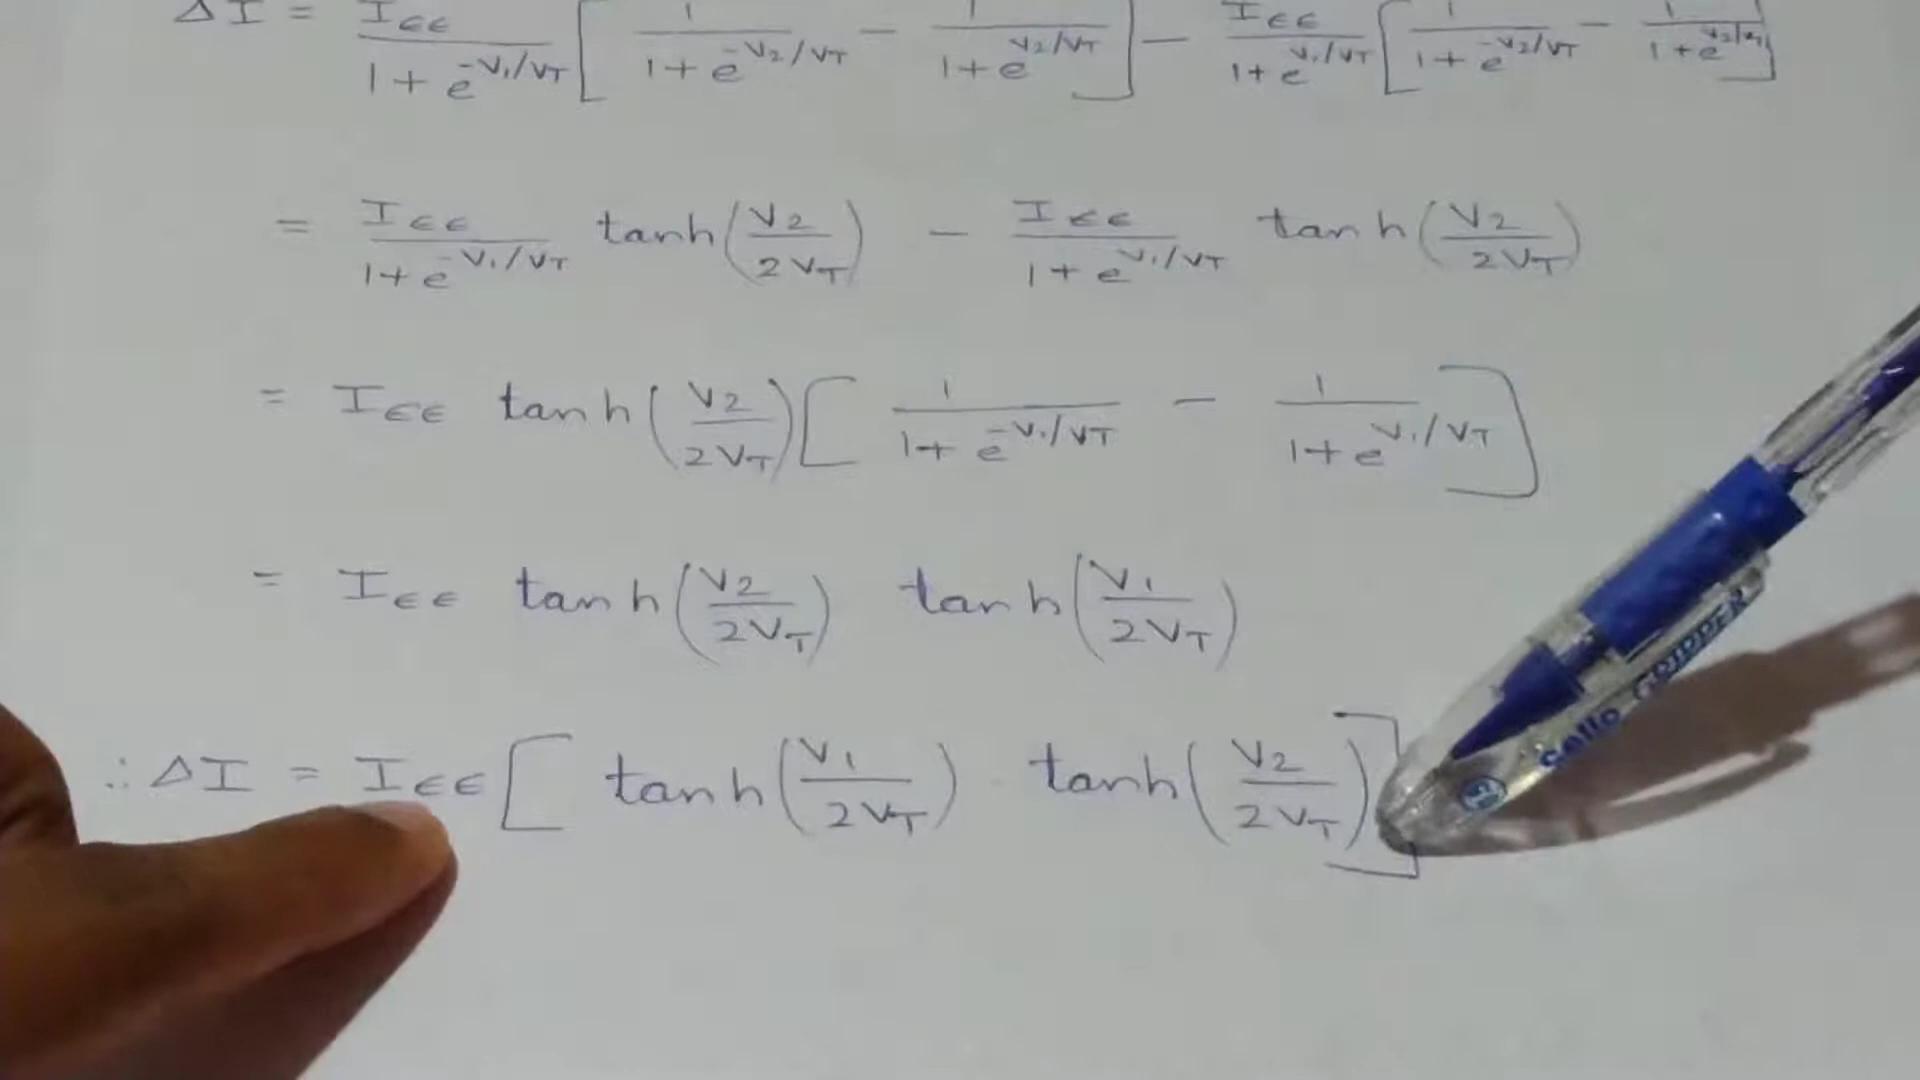 ΔI = I_EE/(1+e^(-V1/VT)) [ 1/(1+e^(-V2/VT)) − 1/(1+e^(V2/VT)) ] − I_EE/(1+e^(V1/VT)) [ 1/(1+e^(-V2/VT)) − 1/(1+e^(V2/VT)) ]
= I_EE/(1+e^(-V1/VT)) tanh(V2/2VT) − I_EE/(1+e^(V1/VT)) tanh(V2/2VT)
= I_EE tanh(V2/2VT) [ 1/(1+e^(-V1/VT)) − 1/(1+e^(V1/VT)) ]
= I_EE tanh(V2/2VT) tanh(V1/2VT)
∴ ΔI = I_EE [ tanh(V1/2VT) · tanh(V2/2VT) ]
Cello GRIPPER